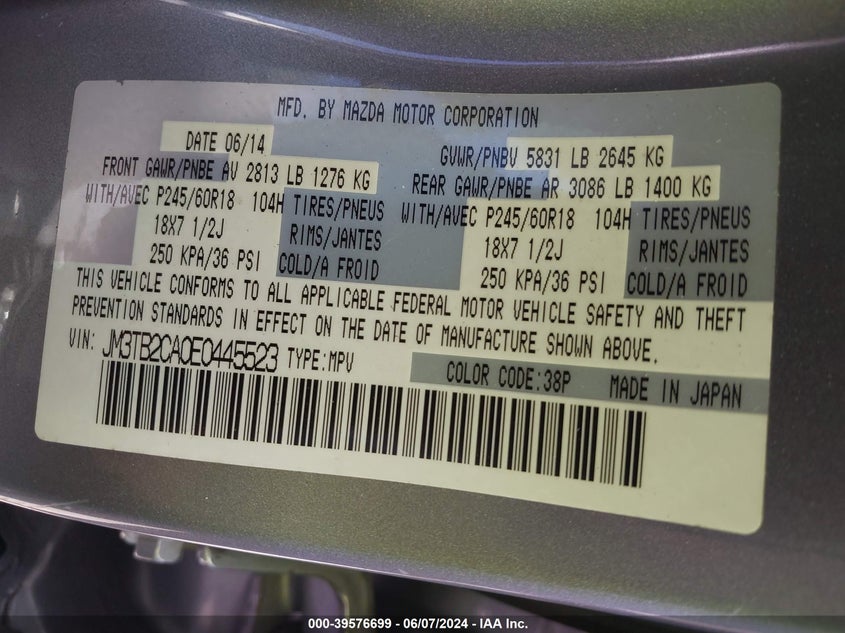 MFD. BY MAZDA MOTOR CORPORATION
DATE 06/14 GVWR/PNBV 5831 LB 2645 KG
FRONT GAWR/PNBE AV 2813 LB 1276 KG REAR GAWR/PNBE AR 3086 LB 1400 KG
WITH/AVEC P245/60R18 104H TIRES/PNEUS WITH/AVEC P245/60R18 104H TIRES/PNEUS
18X7 1/2J RIMS/JANTES 18X7 1/2J RIMS/JANTES
250 KPA/36 PSI COLD/A FROID 250 KPA/36 PSI COLD/A FROID
THIS VEHICLE CONFORMS TO ALL APPLICABLE FEDERAL MOTOR VEHICLE SAFETY AND THEFT
PREVENTION STANDARDS IN EFFECT ON THE DATE OF MANUFACTURE SHOWN ABOVE.
VIN: JM3TB2CA0E0445523 TYPE:MPV
COLOR CODE:38P MADE IN JAPAN
000-39576699 - 06/07/2024 - IAA Inc.